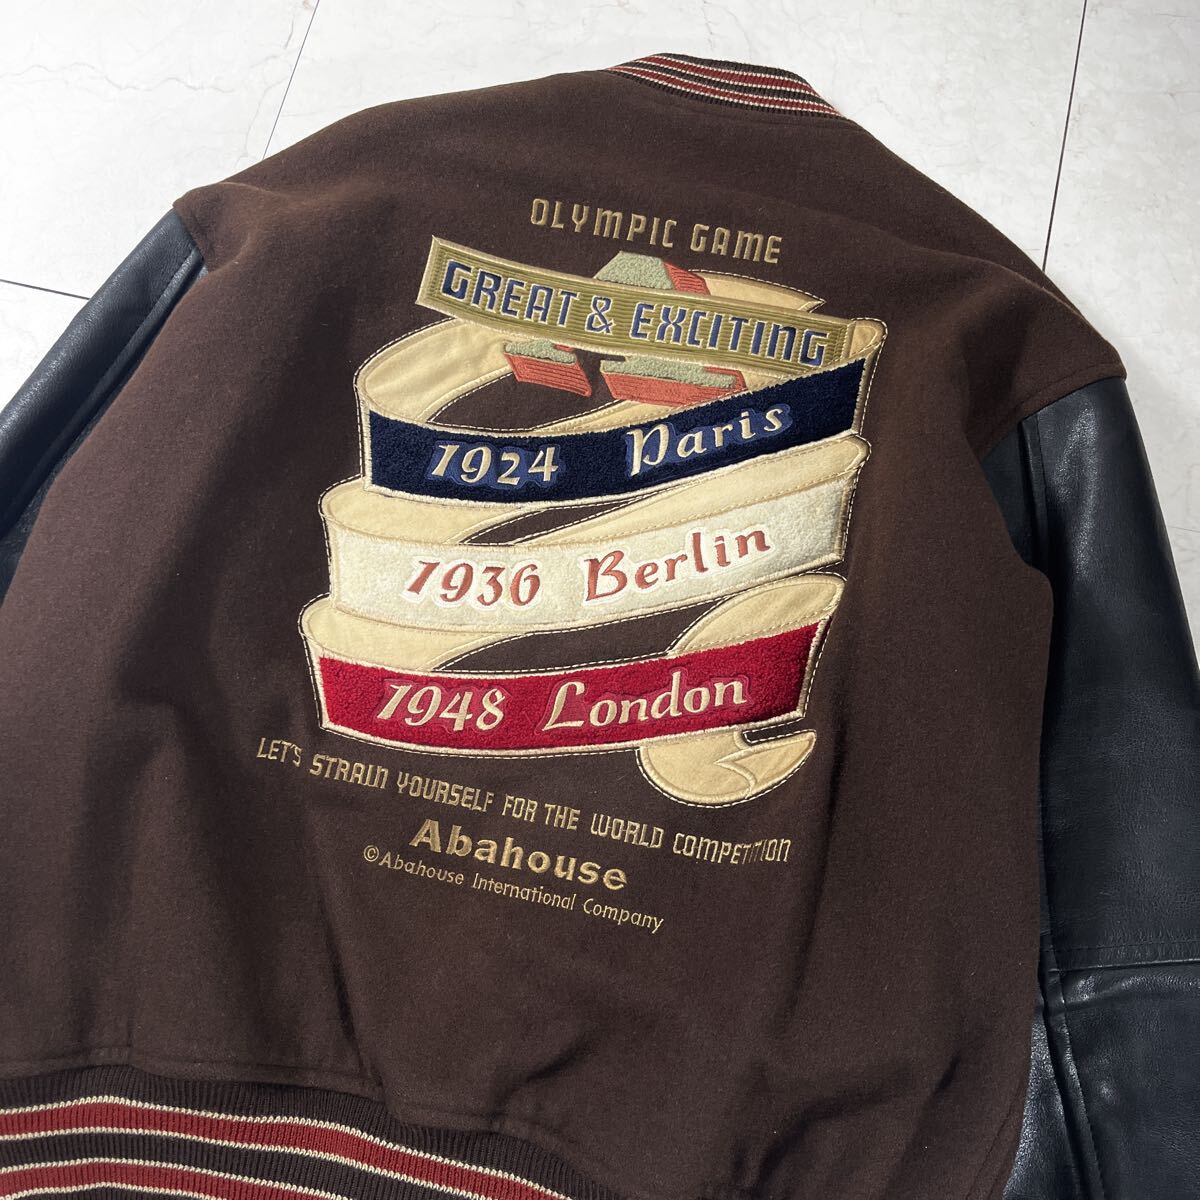 OLYMPIC GAME
GREAT & EXCITING
1924 Paris
1936 Berlin
1948 London
LET'S STRAIN YOURSELF FOR THE WORLD COMPETITION
Abahouse
©Abahouse International Company